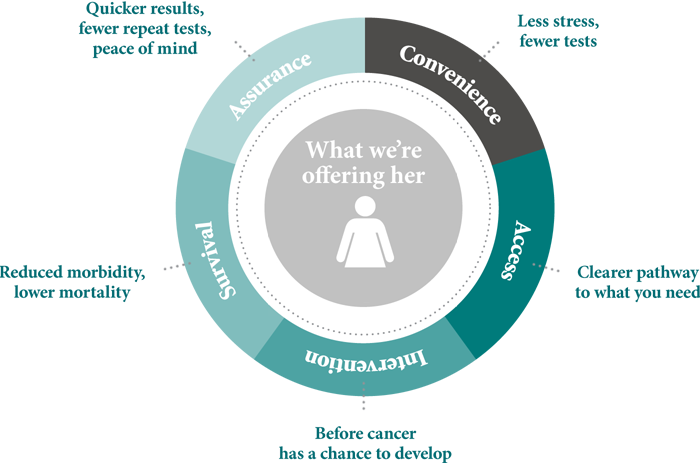 Quicker results,
fewer repeat tests,
peace of mind
Less stress,
fewer tests
Assurance
Convenience
What we're
offering her
Survival
Access
Reduced morbidity,
lower mortality
Clearer pathway
to what you need
Intervention
Before cancer
has a chance to develop